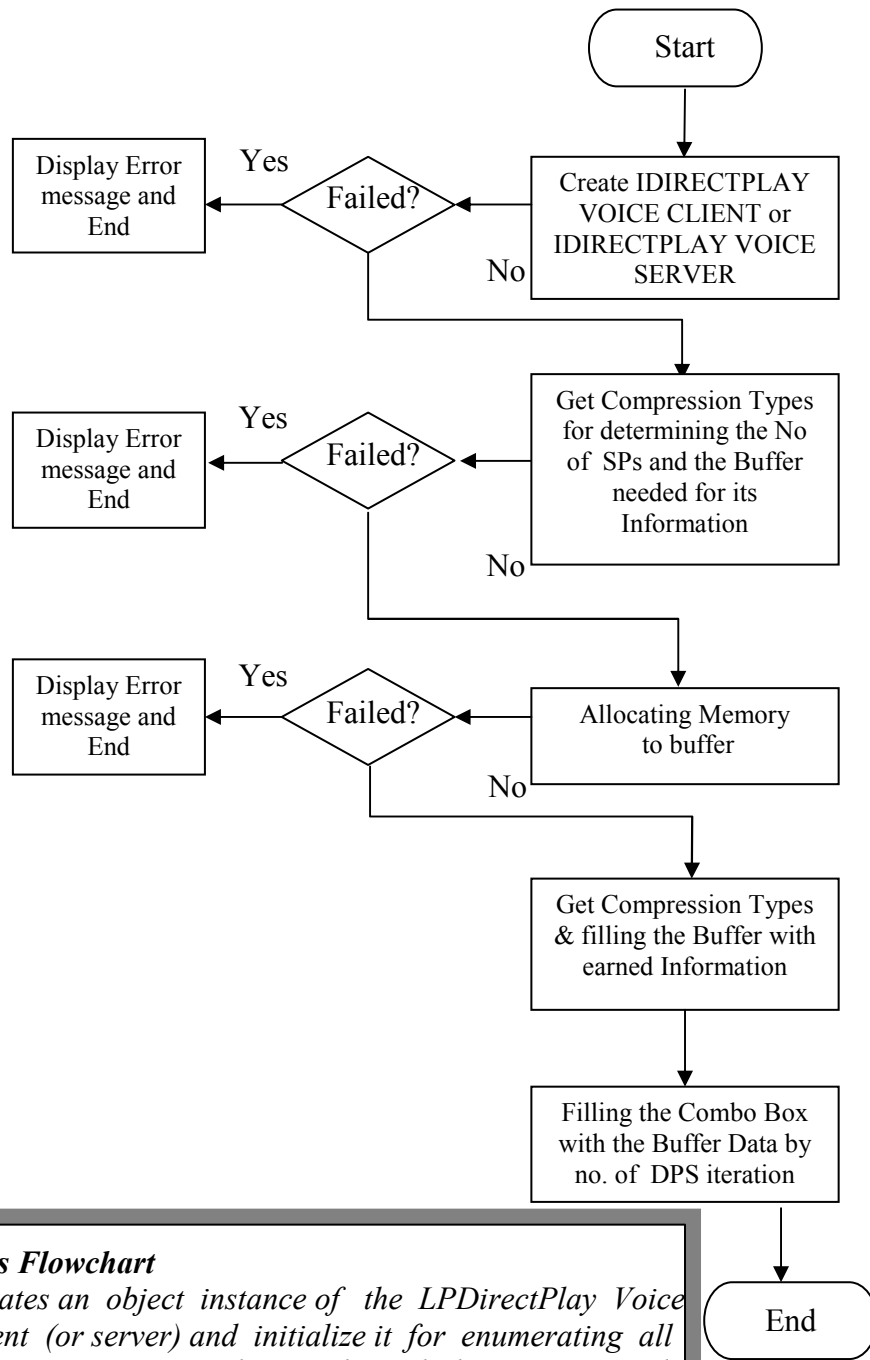 Start
Create IDIRECTPLAY
VOICE CLIENT or
IDIRECTPLAY VOICE
SERVER
Failed?
Yes
Display Error
message and
End
No
Get Compression Types
for determining the No
of SPs and the Buffer
needed for its
Information
Failed?
Yes
Display Error
message and
End
No
Allocating Memory
to buffer
Failed?
Yes
Display Error
message and
End
No
Get Compression Types
& filling the Buffer with
earned Information
Filling the Combo Box
with the Buffer Data by
no. of DPS iteration
End
s Flowchart
ates an object instance of the LPDirectPlay Voice
ent (or server) and initialize it for enumerating all